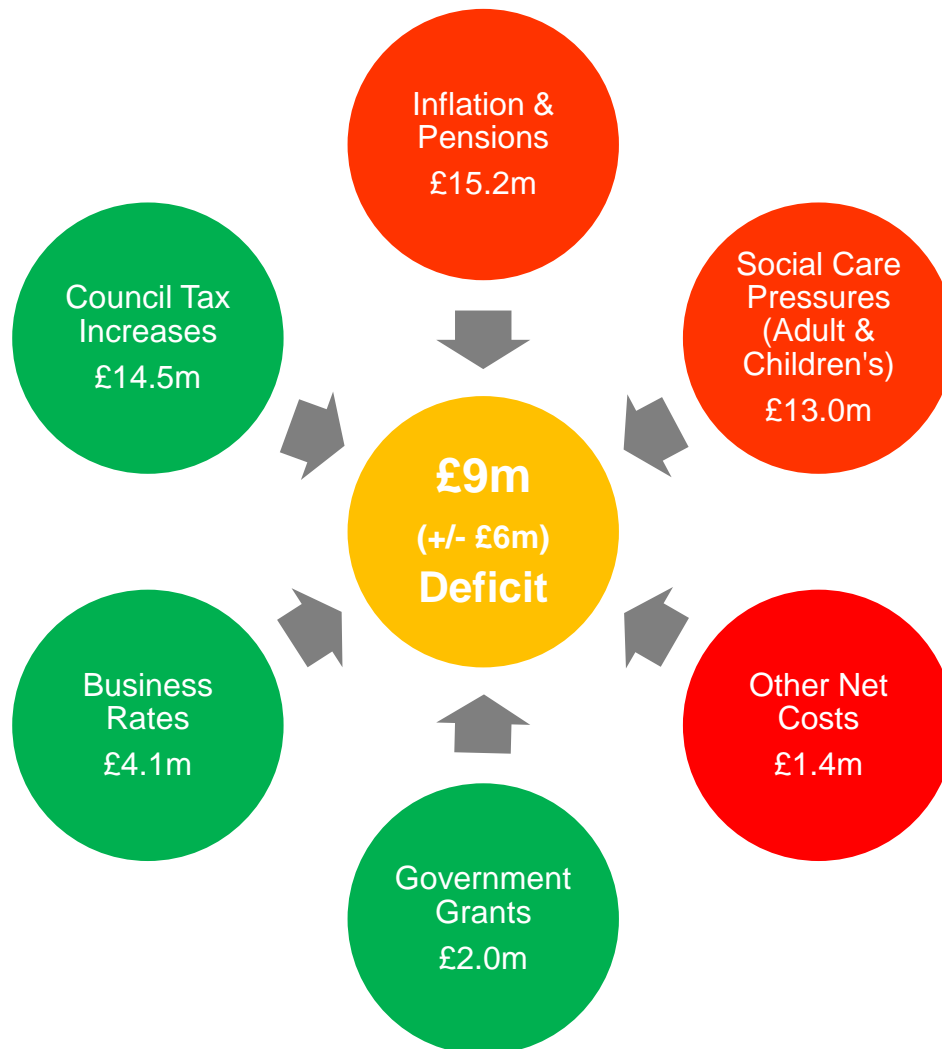 Inflation &
Pensions
£15.2m
Council Tax
Increases
£14.5m
Social Care
Pressures
(Adult &
Children's)
£13.0m
£9m
(+/- £6m)
Deficit
Business
Rates
£4.1m
Other Net
Costs
£1.4m
Government
Grants
£2.0m